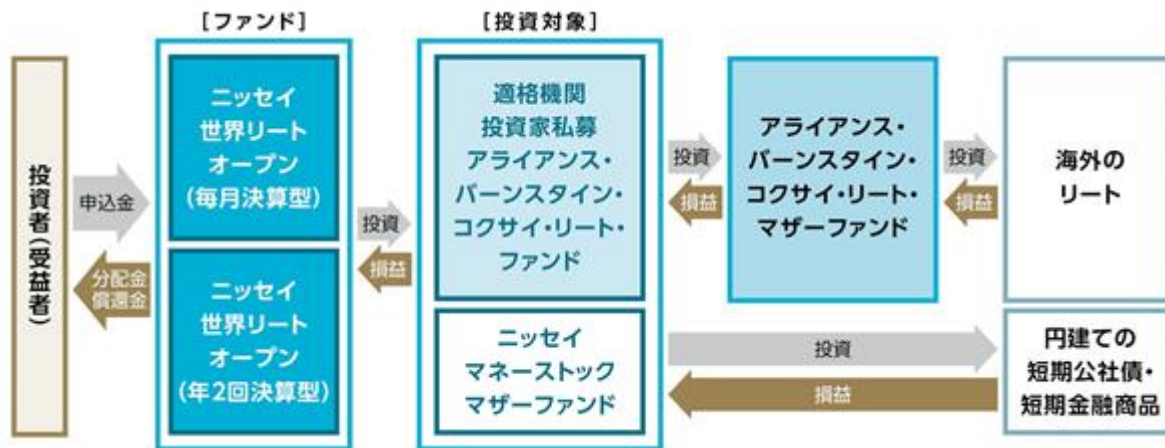 [ファンド]
[投資対象]
投資者(受益者)
申込金
分配金
償還金
ニッセイ
世界リート
オープン
(毎月決算型)
ニッセイ
世界リート
オープン
(年2回決算型)
投資
損益
適格機関
投資家私募
アライアンス・
バーンスタイン・
コクサイ・リート・
ファンド
ニッセイ
マネーストック
マザーファンド
投資
損益
アライアンス・
バーンスタイン・
コクサイ・リート・
マザーファンド
投資
損益
海外の
リート
投資
損益
円建ての
短期公社債・
短期金融商品